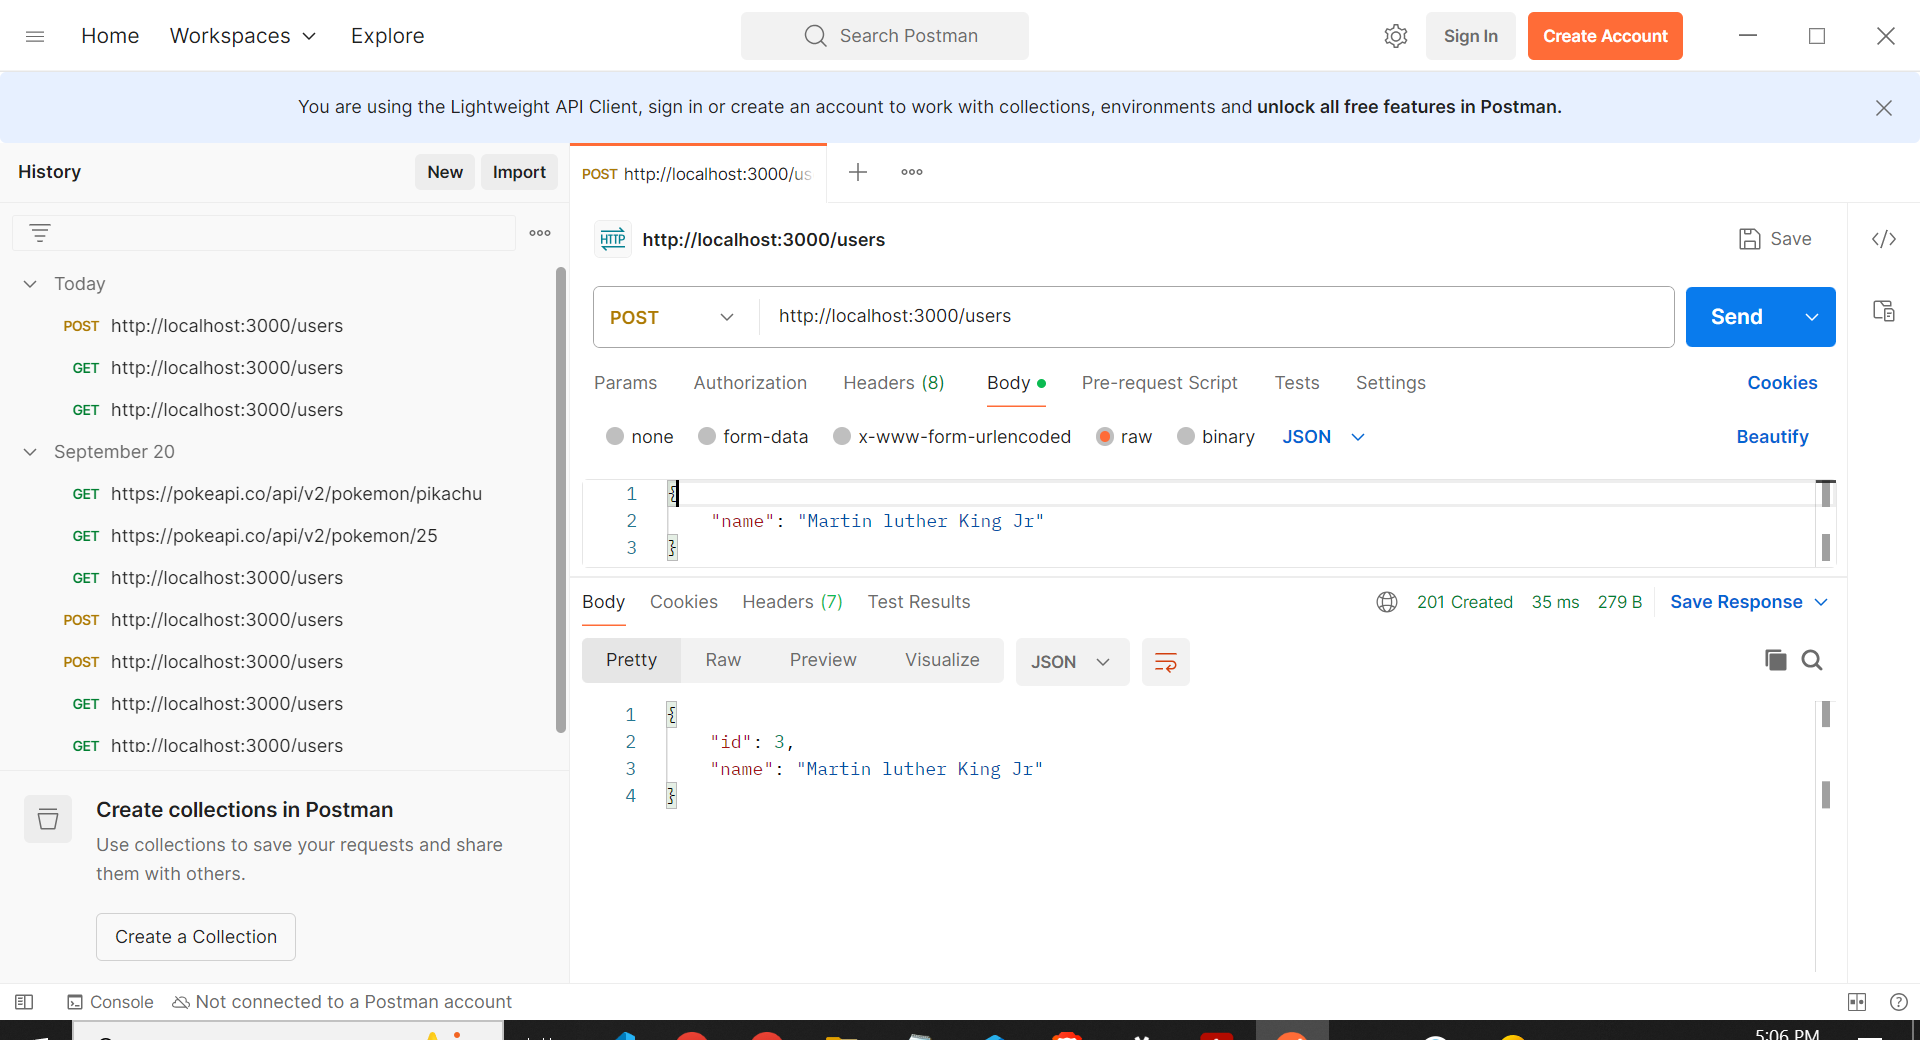 Home Workspaces Explore Search Postman Sign In Create Account
You are using the Lightweight API Client, sign in or create an account to work with collections, environments and unlock all free features in Postman.
History New Import
POST http://localhost:3000/us
HTTP http://localhost:3000/users Save
Today
POST http://localhost:3000/users
GET http://localhost:3000/users
GET http://localhost:3000/users
September 20
GET https://pokeapi.co/api/v2/pokemon/pikachu
GET https://pokeapi.co/api/v2/pokemon/25
GET http://localhost:3000/users
POST http://localhost:3000/users
POST http://localhost:3000/users
GET http://localhost:3000/users
GET http://localhost:3000/users
Create collections in Postman
Use collections to save your requests and share
them with others.
Create a Collection
POST http://localhost:3000/users Send
Params Authorization Headers (8) Body Pre-request Script Tests Settings Cookies
none form-data x-www-form-urlencoded raw binary JSON Beautify
1 {
2 "name": "Martin luther King Jr"
3 }
Body Cookies Headers (7) Test Results 201 Created 35 ms 279 B Save Response
Pretty Raw Preview Visualize JSON
1 {
2 "id": 3,
3 "name": "Martin luther King Jr"
4 }
Console Not connected to a Postman account
5:06 PM